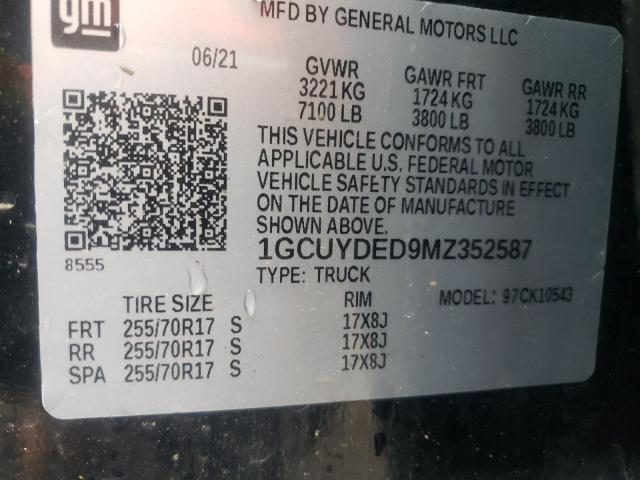 gm
MFD BY GENERAL MOTORS LLC
06/21 GVWR GAWR FRT GAWR RR
3221 KG 1724 KG 1724 KG
7100 LB 3800 LB 3800 LB
THIS VEHICLE CONFORMS TO ALL
APPLICABLE U.S. FEDERAL MOTOR
VEHICLE SAFETY STANDARDS IN EFFECT
ON THE DATE OF MANUFACTURE
SHOWN ABOVE.
8555 1GCUYDED9MZ352587
TYPE: TRUCK
TIRE SIZE RIM MODEL: 97CK10543
FRT 255/70R17 S 17X8J
RR 255/70R17 S 17X8J
SPA 255/70R17 S 17X8J